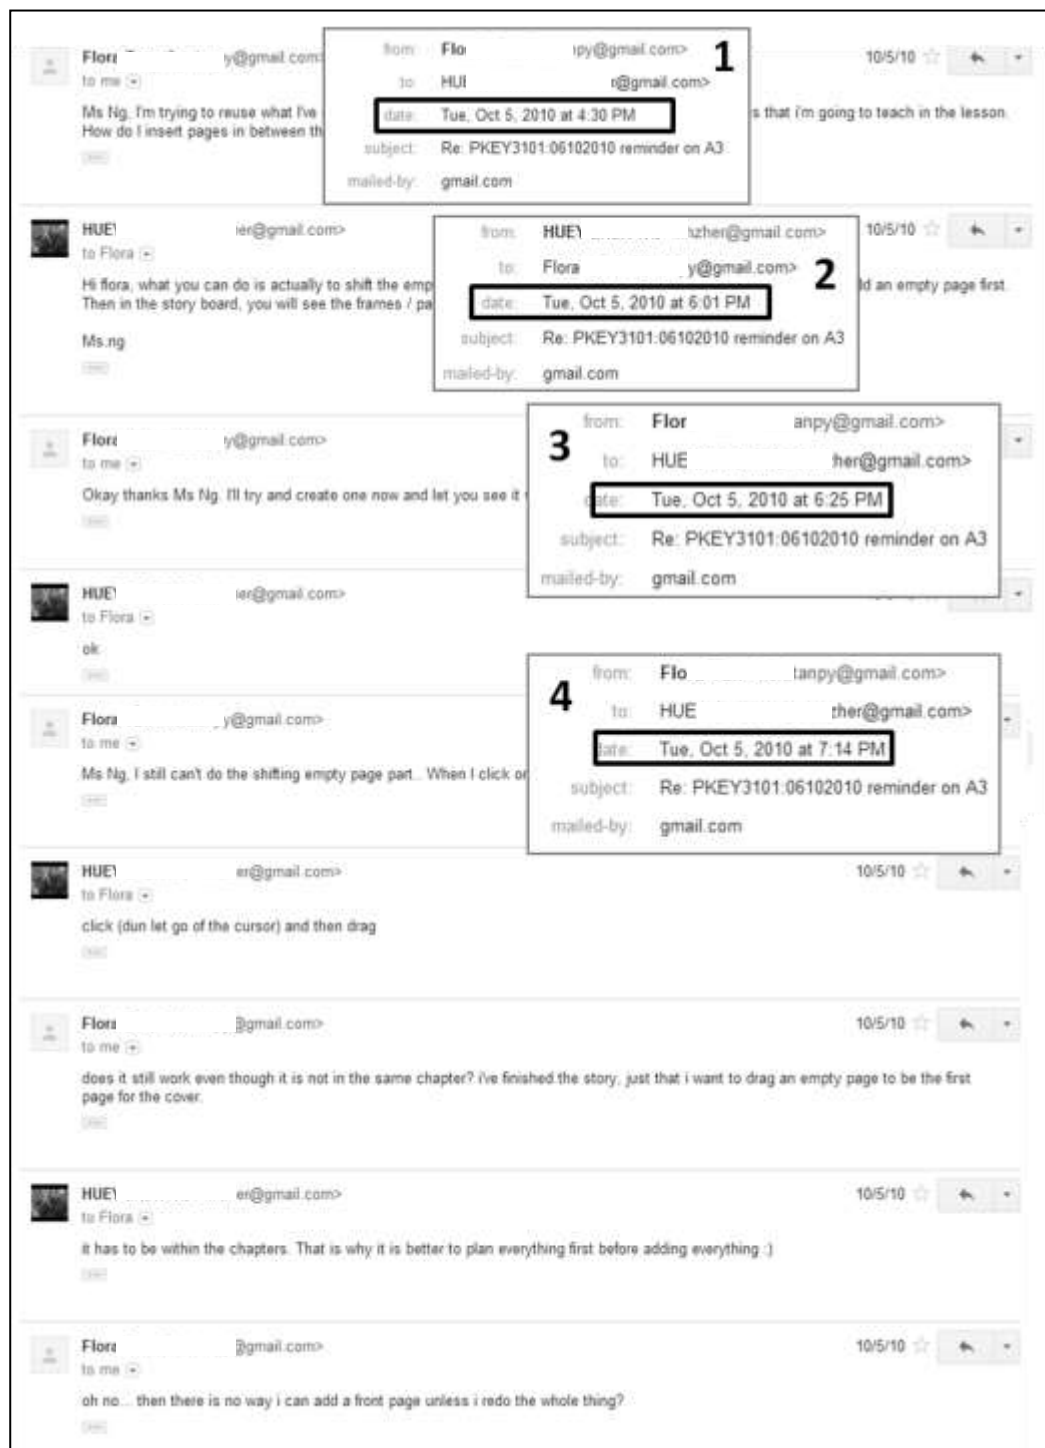 Flora y@gmail.com> 10/5/10
to me
Ms Ng, I'm trying to reuse what I've s that i'm going to teach in the lesson.
How do I insert pages in between th
from: Flo py@gmail.com> 1
to: HUE r@gmail.com>
date: Tue, Oct 5, 2010 at 4:30 PM
subject: Re: PKEY3101:06102010 reminder on A3
mailed-by: gmail.com
HUEY er@gmail.com> 10/5/10
to Flora
Hi flora, what you can do is actually to shift the emp d an empty page first.
Then in the story board, you will see the frames / pa
Ms.ng
from: HUEY zher@gmail.com>
to: Flora y@gmail.com> 2
date: Tue, Oct 5, 2010 at 6:01 PM
subject: Re: PKEY3101:06102010 reminder on A3
mailed-by: gmail.com
Flora y@gmail.com>
to me
Okay thanks Ms Ng. I'll try and create one now and let you see it
from: Flor anpy@gmail.com>
3 to: HUE her@gmail.com>
date: Tue, Oct 5, 2010 at 6:25 PM
subject: Re: PKEY3101:06102010 reminder on A3
mailed-by: gmail.com
HUEY er@gmail.com>
to Flora
ok
Flora y@gmail.com>
to me
Ms Ng, I still can't do the shifting empty page part.. When I click on
from: Flo tanpy@gmail.com>
4 to: HUE zher@gmail.com>
date: Tue, Oct 5, 2010 at 7:14 PM
subject: Re: PKEY3101:06102010 reminder on A3
mailed-by: gmail.com
HUEY er@gmail.com> 10/5/10
to Flora
click (dun let go of the cursor) and then drag
Flora @gmail.com> 10/5/10
to me
does it still work even though it is not in the same chapter? i've finished the story, just that i want to drag an empty page to be the first
page for the cover.
HUEY er@gmail.com> 10/5/10
to Flora
it has to be within the chapters. That is why it is better to plan everything first before adding everything :)
Flora @gmail.com> 10/5/10
to me
oh no... then there is no way i can add a front page unless i redo the whole thing?